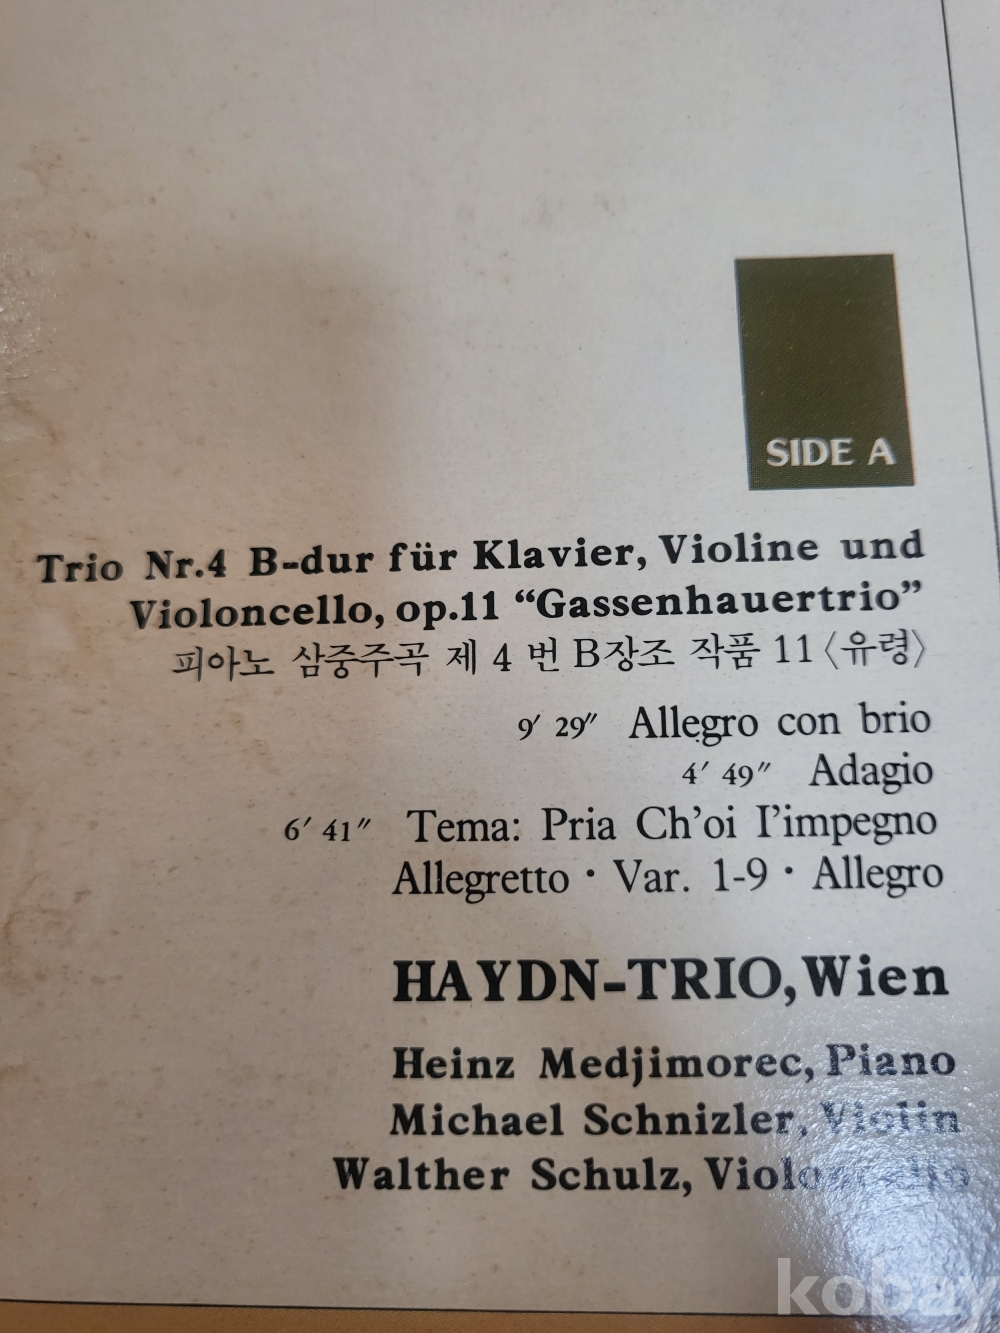 SIDE A
Trio Nr.4 B-dur für Klavier, Violine und
Violoncello, op.11 “Gassenhauertrio”
피아노 삼중주곡 제 4 번 B장조 작품 11〈유령〉
9′ 29″ Allegro con brio
4′ 49″ Adagio
6′ 41″ Tema: Pria Ch'oi I'impegno
Allegretto · Var. 1-9 · Allegro
HAYDN-TRIO, Wien
Heinz Medjimorec, Piano
Michael Schnizler, Violin
Walther Schulz, Violoncello
kobay